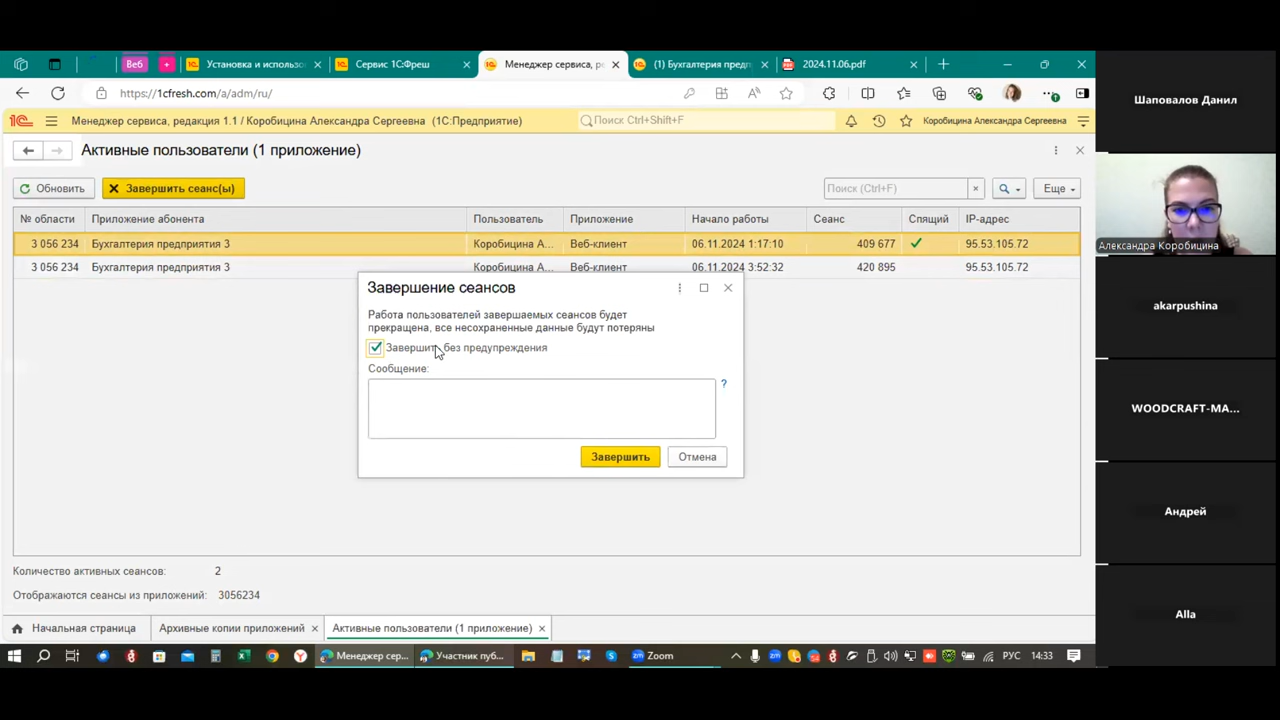 Веб
+
Установка и использо
Сервис 1С:Фреш
Менеджер сервиса, ре
(1) Бухгалтерия предп
2024.11.06.pdf
https://1cfresh.com/a/adm/ru/
Менеджер сервиса, редакция 1.1 / Коробицина Александра Сергеевна (1С:Предприятие)
Поиск Ctrl+Shift+F
Коробицина Александра Сергеевна
Активные пользователи (1 приложение)
Обновить
Завершить сеанс(ы)
Поиск (Ctrl+F)
Еще
№ области Приложение абонента Пользователь Приложение Начало работы Сеанс Спящий IP-адрес
3 056 234 Бухгалтерия предприятия 3 Коробицина А... Веб-клиент 06.11.2024 1:17:10 409 677 95.53.105.72
3 056 234 Бухгалтерия предприятия 3 Коробицина А... Веб-клиент 06.11.2024 3:52:32 420 895 95.53.105.72
Завершение сеансов
Работа пользователей завершаемых сеансов будет
прекращена, все несохраненные данные будут потеряны
Завершить без предупреждения
Сообщение:
?
Завершить
Отмена
Количество активных сеансов: 2
Отображаются сеансы из приложений: 3056234
Начальная страница
Архивные копии приложений
Активные пользователи (1 приложение)
Менеджер сер...
Участник пуб...
Zoom
РУС
14:33
Шаповалов Данил
Александра Коробицина
akarpushina
WOODCRAFT-MA...
Андрей
Alla